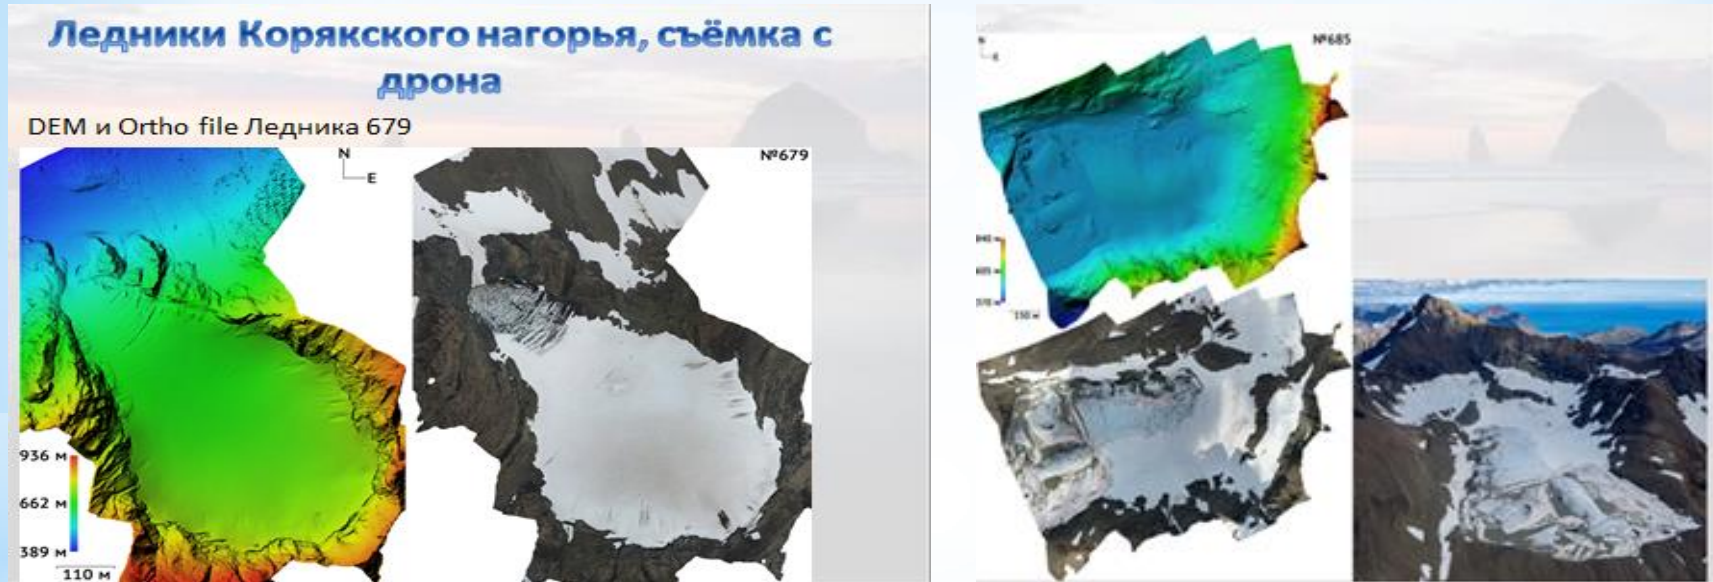 Ледники Корякского нагорья, съёмка с
дрона
DEM и Ortho file Ледника 679
N
E
№679
936 м
662 м
389 м
110 м
№685